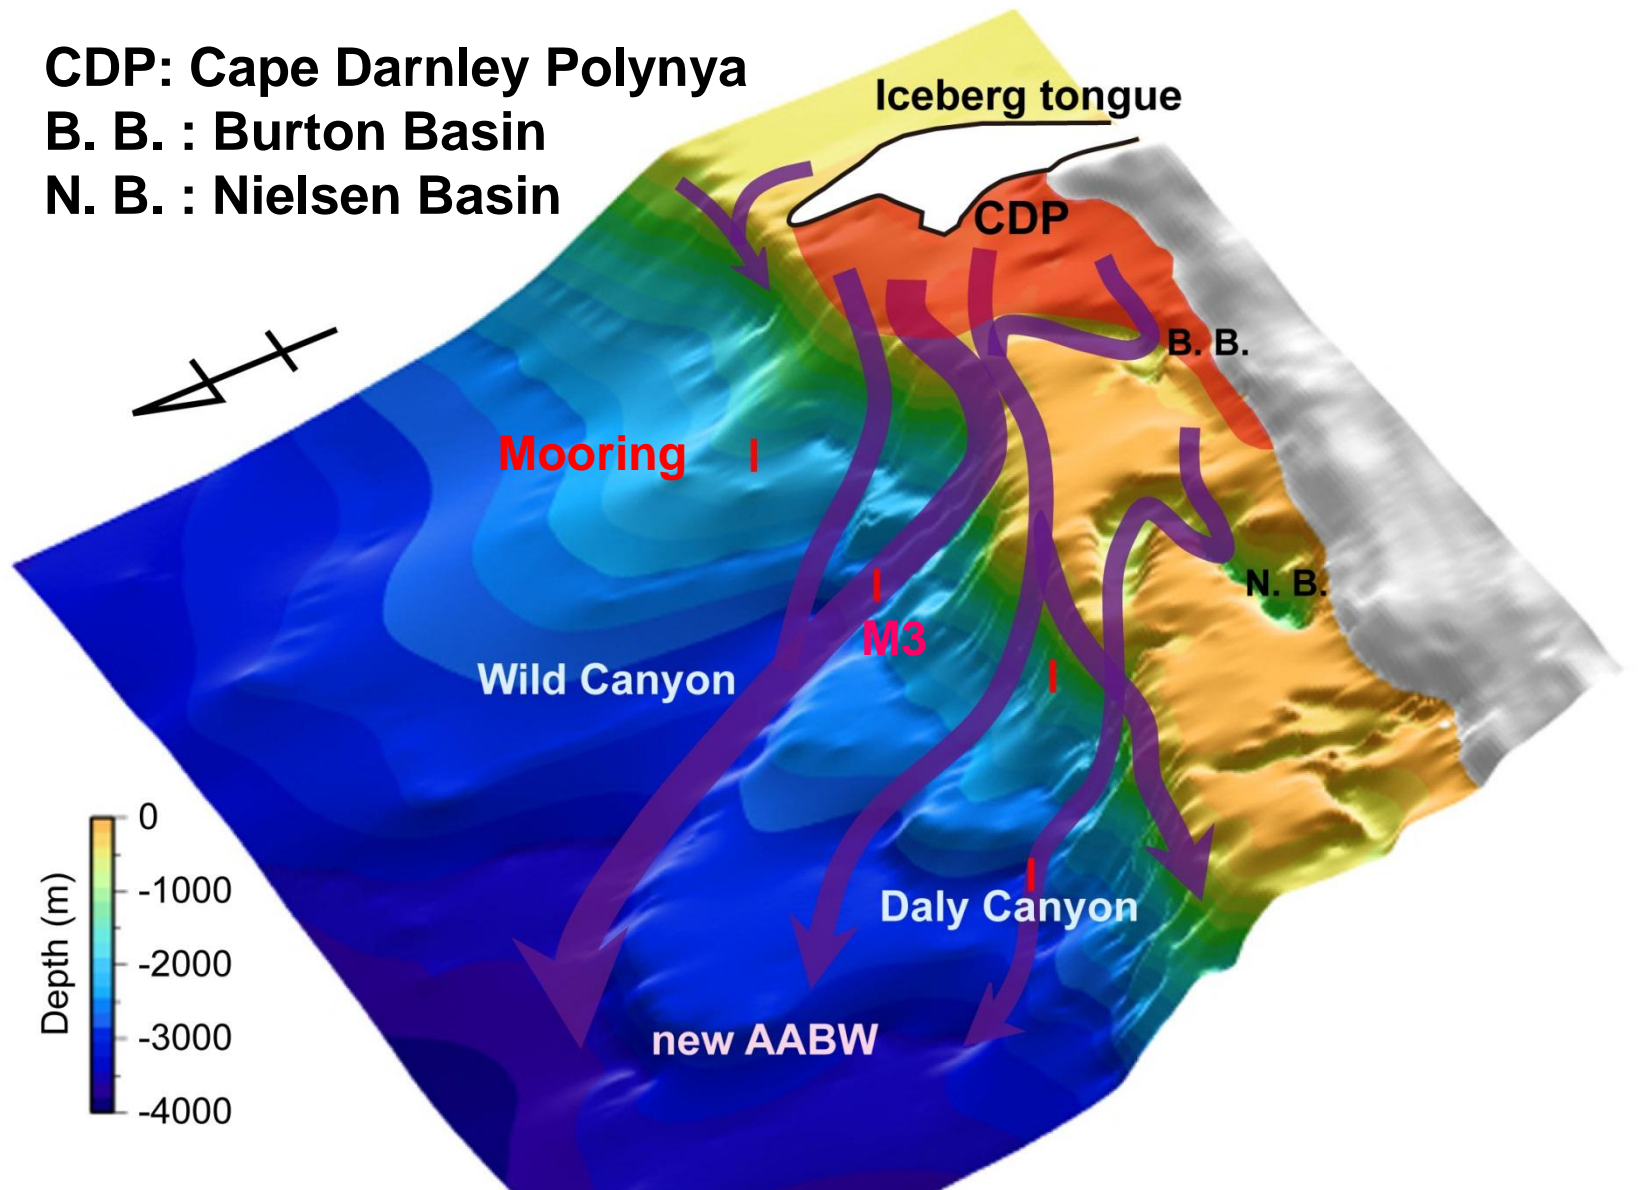 CDP: Cape Darnley Polynya
B. B. : Burton Basin
N. B. : Nielsen Basin
Iceberg tongue
CDP
B. B.
Mooring
N. B.
M3
Wild Canyon
Daly Canyon
new AABW
Depth (m)
0
-1000
-2000
-3000
-4000